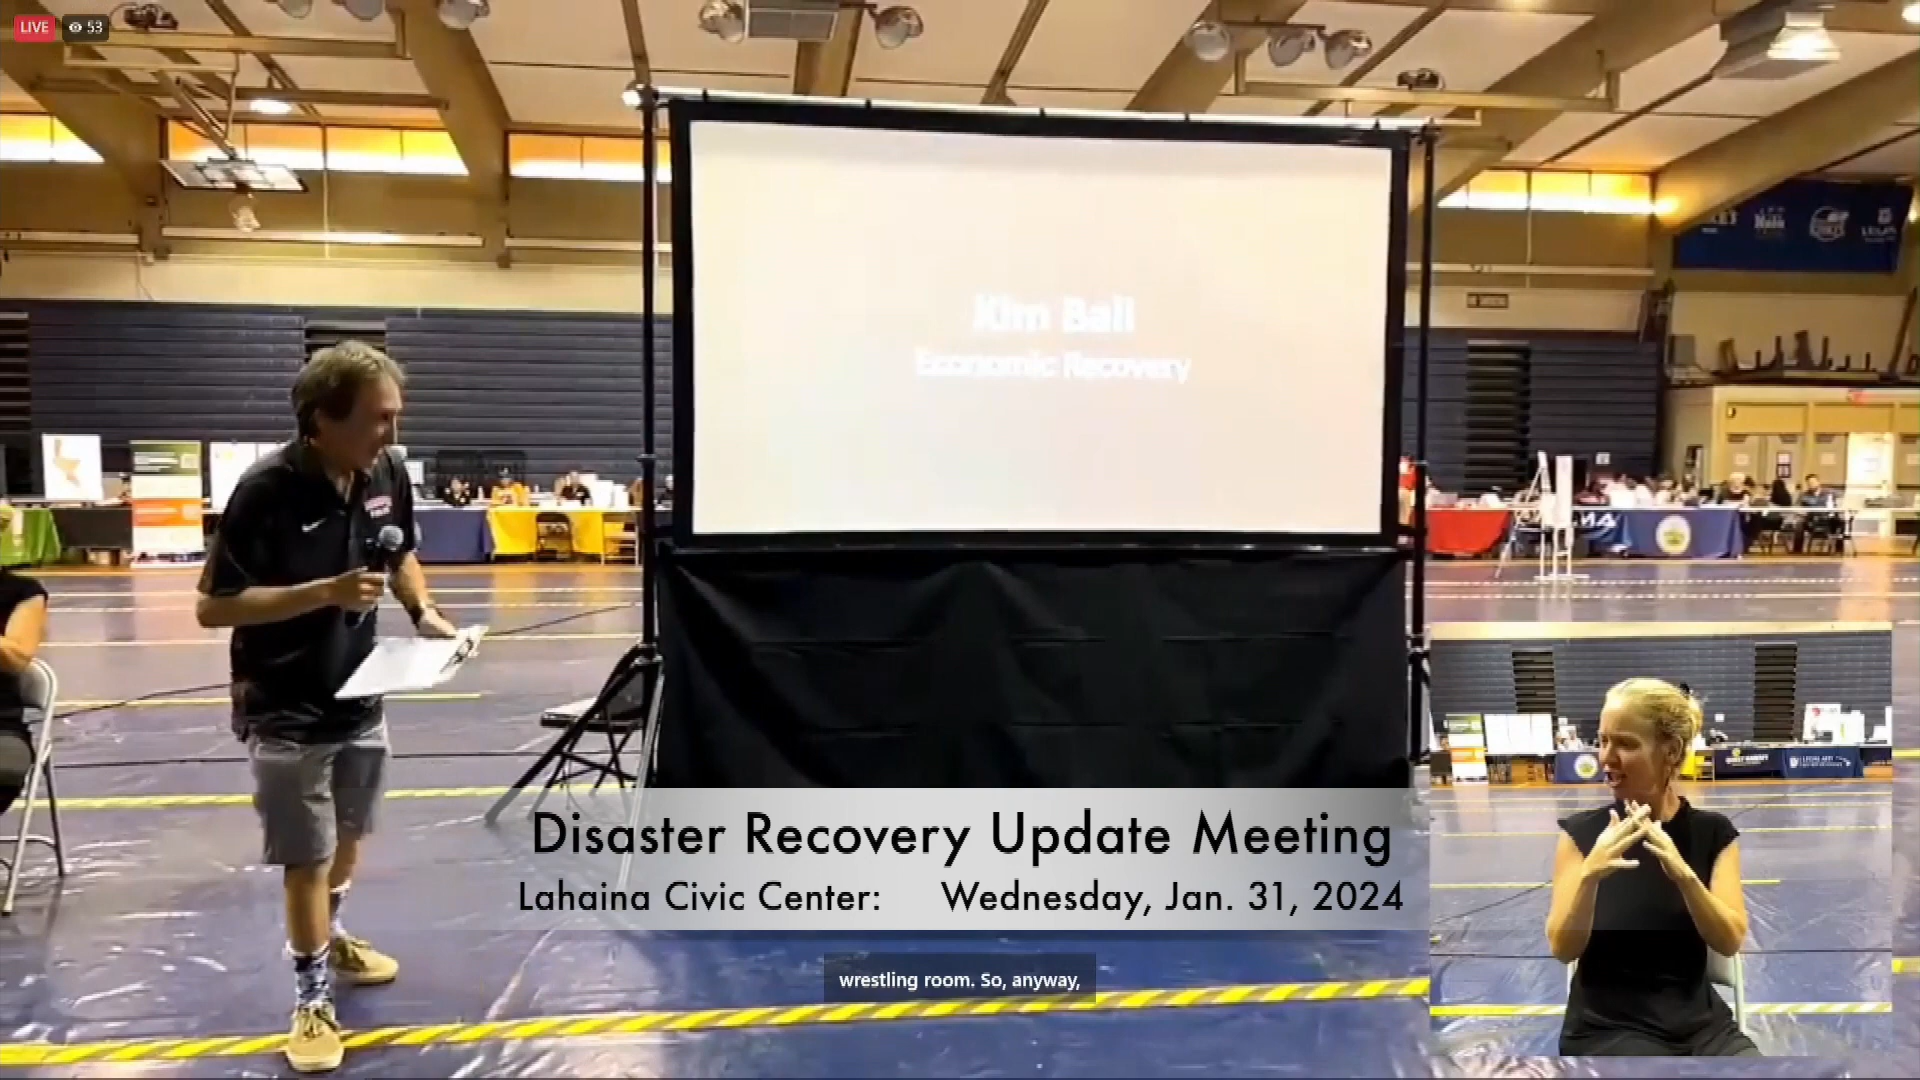 LIVE
53
Kim Ball
Economic Recovery
Disaster Recovery Update Meeting
Lahaina Civic Center: Wednesday, Jan. 31, 2024
wrestling room. So, anyway,